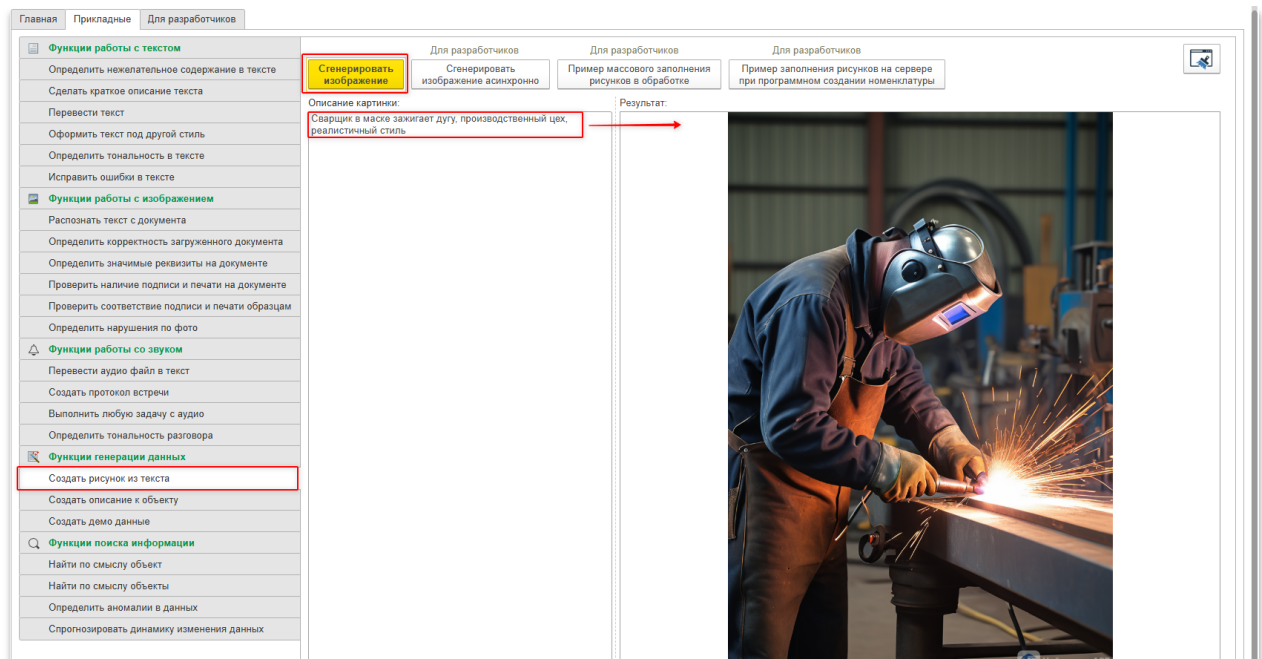 Главная Прикладные Для разработчиков
Функции работы с текстом
Определить нежелательное содержание в тексте
Сделать краткое описание текста
Перевести текст
Оформить текст под другой стиль
Определить тональность в тексте
Исправить ошибки в тексте
Функции работы с изображением
Распознать текст с документа
Определить корректность загруженного документа
Определить значимые реквизиты на документе
Проверить наличие подписи и печати на документе
Проверить соответствие подписи и печати образцам
Определить нарушения по фото
Функции работы со звуком
Перевести аудио файл в текст
Создать протокол встречи
Выполнить любую задачу с аудио
Определить тональность разговора
Функции генерации данных
Создать рисунок из текста
Создать описание к объекту
Создать демо данные
Функции поиска информации
Найти по смыслу объект
Найти по смыслу объекты
Определить аномалии в данных
Спрогнозировать динамику изменения данных
Для разработчиков Для разработчиков Для разработчиков
Сгенерировать
изображение
Сгенерировать
изображение асинхронно
Пример массового заполнения
рисунков в обработке
Пример заполнения рисунков на сервере
при программном создании номенклатуры
Описание картинки:
Сварщик в маске зажигает дугу, производственный цех,
реалистичный стиль
Результат: